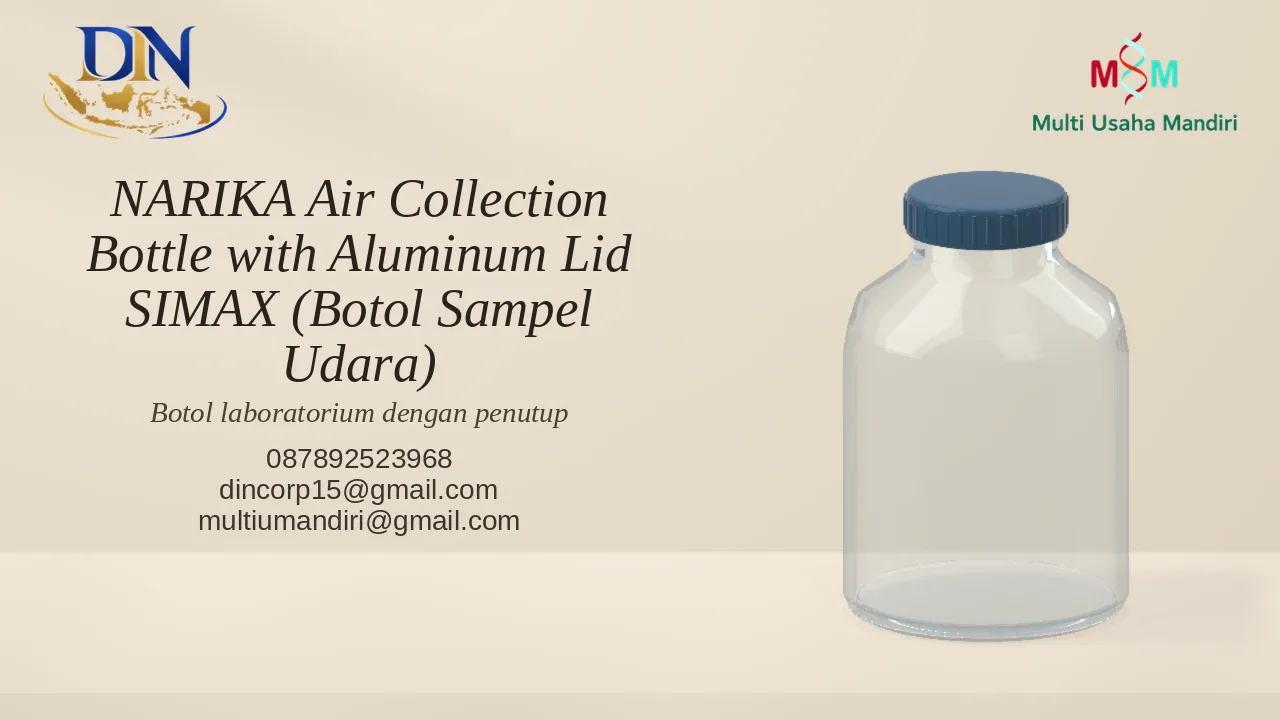 DN
M M
Multi Usaha Mandiri
NARIKA Air Collection
Bottle with Aluminum Lid
SIMAX (Botol Sampel
Udara)
Botol laboratorium dengan penutup
087892523968
dincorp15@gmail.com
multiumandiri@gmail.com